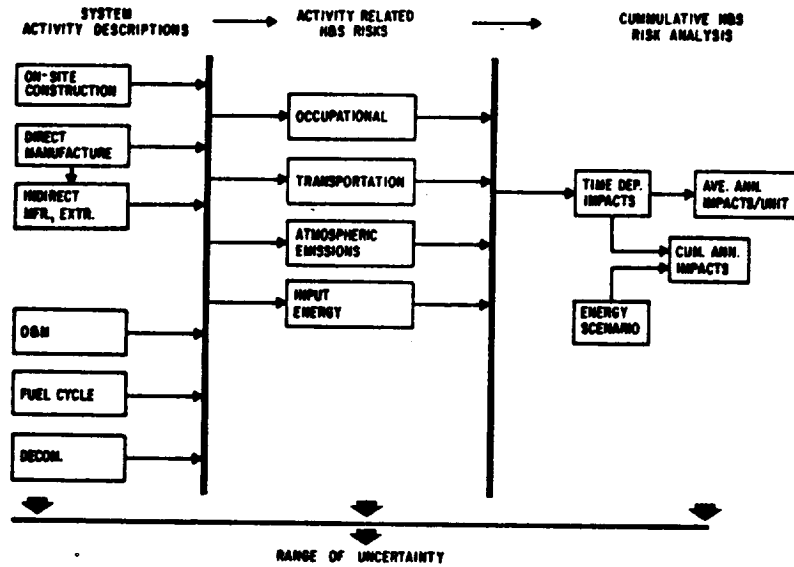 SYSTEM
ACTIVITY DESCRIPTIONS
ACTIVITY RELATED
H&S RISKS
CUMMULATIVE H&S
RISK ANALYSIS
ON-SITE
CONSTRUCTION
DIRECT
MANUFACTURE
INDIRECT
MFR., EXTR.
O&M
FUEL CYCLE
DECOM.
OCCUPATIONAL
TRANSPORTATION
ATMOSPHERIC
EMISSIONS
INPUT
ENERGY
TIME DEP.
IMPACTS
AVE. ANN.
IMPACTS/UNIT
CUM. ANN.
IMPACTS
ENERGY
SCENARIO
RANGE OF UNCERTAINTY